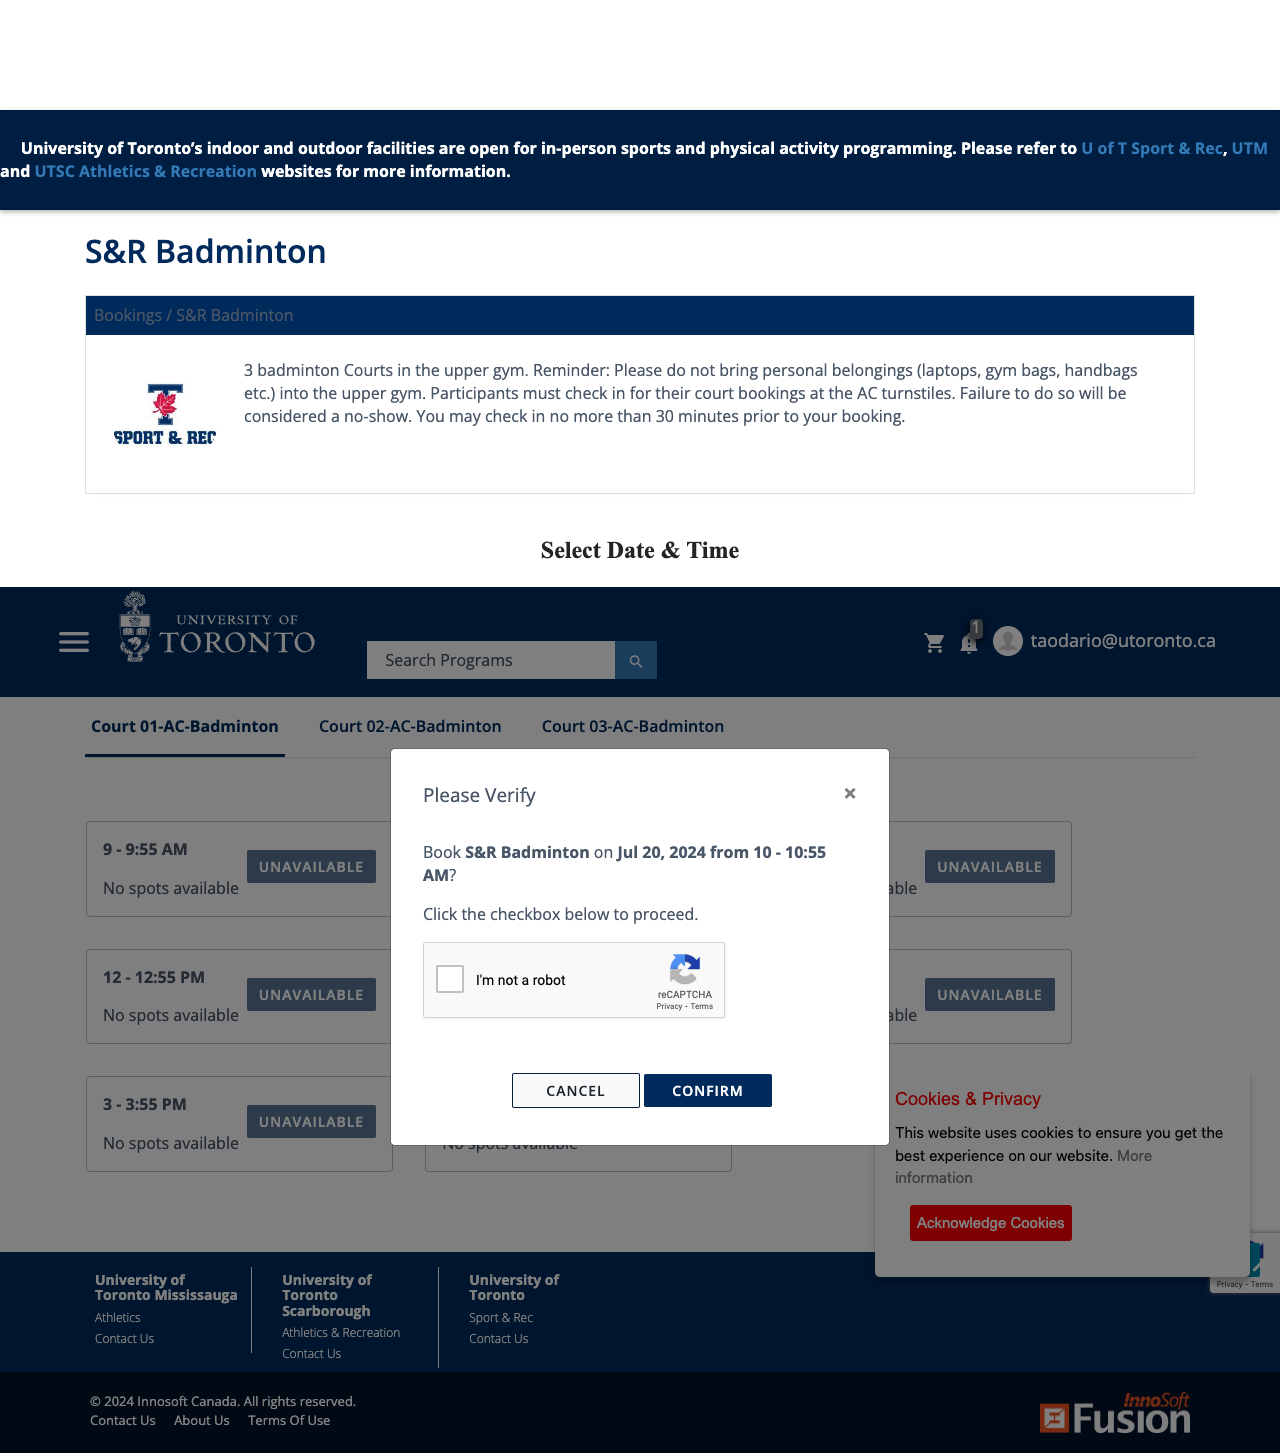 University of Toronto’s indoor and outdoor facilities are open for in-person sports and physical activity programming. Please refer to U of T Sport & Rec, UTM
and UTSC Athletics & Recreation websites for more information.
S&R Badminton
Bookings / S&R Badminton
3 badminton Courts in the upper gym. Reminder: Please do not bring personal belongings (laptops, gym bags, handbags
etc.) into the upper gym. Participants must check in for their court bookings at the AC turnstiles. Failure to do so will be
considered a no-show. You may check in no more than 30 minutes prior to your booking.
T
SPORT & REC
Select Date & Time
UNIVERSITY OF
TORONTO
Search Programs
1
taodario@utoronto.ca
Court 01-AC-Badminton
Court 02-AC-Badminton
Court 03-AC-Badminton
Please Verify
×
Book S&R Badminton on Jul 20, 2024 from 10 - 10:55
AM?
Click the checkbox below to proceed.
I'm not a robot
reCAPTCHA
Privacy - Terms
CANCEL
CONFIRM
9 - 9:55 AM
No spots available
UNAVAILABLE
UNAVAILABLE
12 - 12:55 PM
No spots available
UNAVAILABLE
UNAVAILABLE
3 - 3:55 PM
No spots available
UNAVAILABLE
No spots available
Cookies & Privacy
This website uses cookies to ensure you get the
best experience on our website. More
information
Acknowledge Cookies
Privacy - Terms
University of
Toronto Mississauga
Athletics
Contact Us
University of
Toronto
Scarborough
Athletics & Recreation
Contact Us
University of
Toronto
Sport & Rec
Contact Us
© 2024 Innosoft Canada. All rights reserved.
Contact Us About Us Terms Of Use
InnoSoft
Fusion